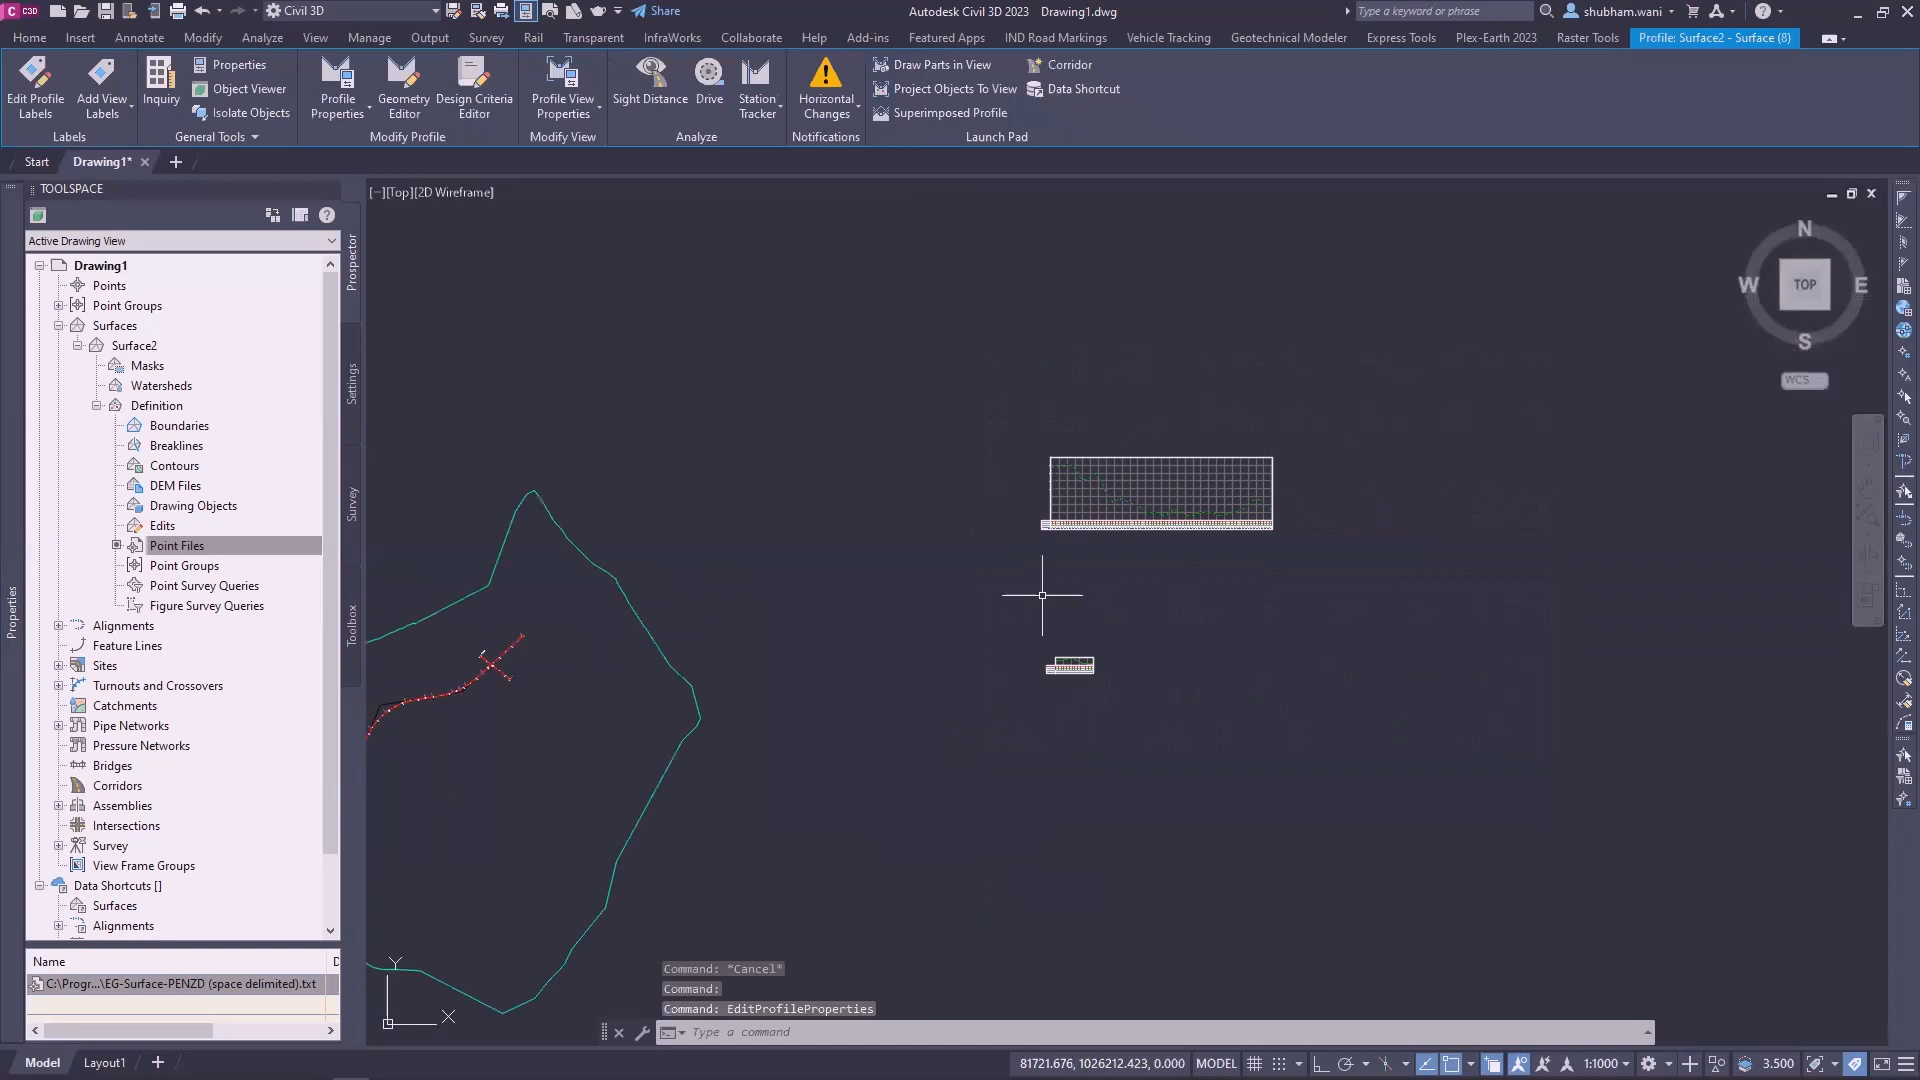 C C3D Civil 3D Share Autodesk Civil 3D 2023 Drawing1.dwg Type a keyword or phrase shubham.wani
Home Insert Annotate Modify Analyze View Manage Output Survey Rail Transparent InfraWorks Collaborate Help Add-ins Featured Apps IND Road Markings Vehicle Tracking Geotechnical Modeler Express Tools Plex-Earth 2023 Raster Tools Profile: Surface2 - Surface (8)
Edit Profile
Labels
Add View
Labels
Labels
Inquiry
Properties
Object Viewer
Isolate Objects
General Tools
Profile
Properties
Geometry
Editor
Design Criteria
Editor
Modify Profile
Profile View
Properties
Modify View
Sight Distance
Drive
Station
Tracker
Analyze
Horizontal
Changes
Notifications
Draw Parts in View
Project Objects To View
Superimposed Profile
Corridor
Data Shortcut
Launch Pad
Start Drawing1*
TOOLSPACE
Active Drawing View
Drawing1
Points
Point Groups
Surfaces
Surface2
Masks
Watersheds
Definition
Boundaries
Breaklines
Contours
DEM Files
Drawing Objects
Edits
Point Files
Point Groups
Point Survey Queries
Figure Survey Queries
Alignments
Feature Lines
Sites
Turnouts and Crossovers
Catchments
Pipe Networks
Pressure Networks
Bridges
Corridors
Assemblies
Intersections
Survey
View Frame Groups
Data Shortcuts []
Surfaces
Alignments
Name D
C:\Progr...\EG-Surface-PENZD (space delimited).txt
Prospector
Settings
Survey
Toolbox
Properties
[−][Top][2D Wireframe]
N
W TOP E
S
WCS
Y
X
Command: *Cancel*
Command:
Command: EditProfileProperties
Type a command
Model Layout1
81721.676, 1026212.423, 0.000 MODEL 1:1000 3.500